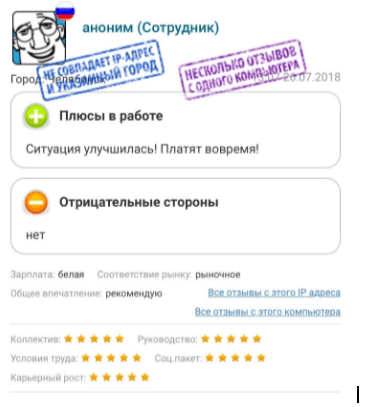 аноним (Сотрудник)
НЕ СОВПАДАЕТ IP-АДРЕС
И УКАЗАННЫЙ ГОРОД
НЕСКОЛЬКО ОТЗЫВОВ
С ОДНОГО КОМПЬЮТЕРА
Город: Челябинск
20.07.2018
Плюсы в работе
Ситуация улучшилась! Платят вовремя!
Отрицательные стороны
нет
Зарплата: белая Соответствие рынку: рыночное
Общее впечатление: рекомендую Все отзывы с этого IP адреса
Все отзывы с этого компьютера
Коллектив: Руководство:
Условия труда: Соц.пакет:
Карьерный рост: